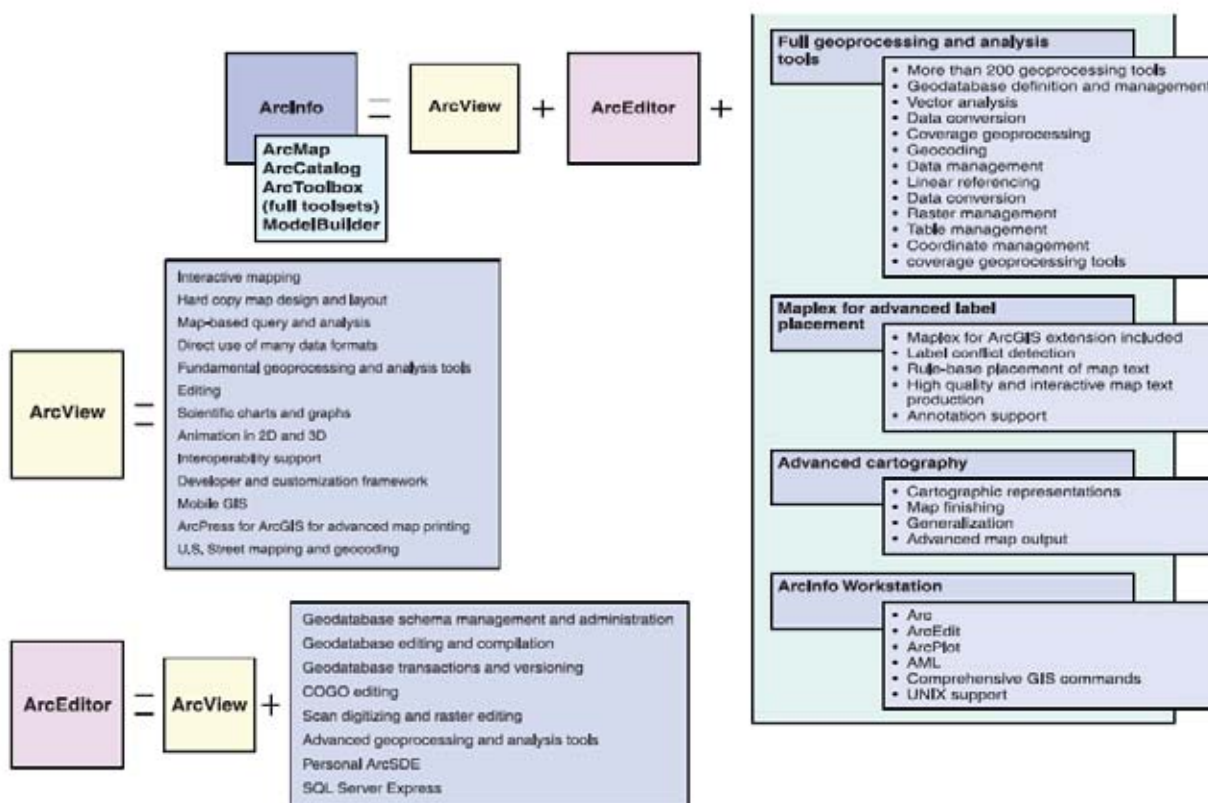 ArcInfo
=
ArcView
+
ArcEditor
+
ArcMap
ArcCatalog
ArcToolbox
(full toolsets)
ModelBuilder
Full geoprocessing and analysis
tools
• More than 200 geoprocessing tools
• Geodatabase definition and management
• Vector analysis
• Data conversion
• Coverage geoprocessing
• Geocoding
• Data management
• Linear referencing
• Data conversion
• Raster management
• Table management
• Coordinate management
• coverage geoprocessing tools
Maplex for advanced label
placement
• Maplex for ArcGIS extension included
• Label conflict detection
• Rule-base placement of map text
• High quality and interactive map text
production
• Annotation support
Advanced cartography
• Cartographic representations
• Map finishing
• Generalization
• Advanced map output
ArcInfo Workstation
• Arc
• ArcEdit
• ArcPlot
• AML
• Comprehensive GIS commands
• UNIX support
ArcView
=
Interactive mapping
Hard copy map design and layout
Map-based query and analysis
Direct use of many data formats
Fundamental geoprocessing and analysis tools
Editing
Scientific charts and graphs
Animation in 2D and 3D
Interoperability support
Developer and customization framework
Mobile GIS
ArcPress for ArcGIS for advanced map printing
U.S. Street mapping and geocoding
ArcEditor
=
ArcView
+
Geodatabase schema management and administration
Geodatabase editing and compilation
Geodatabase transactions and versioning
COGO editing
Scan digitizing and raster editing
Advanced geoprocessing and analysis tools
Personal ArcSDE
SQL Server Express